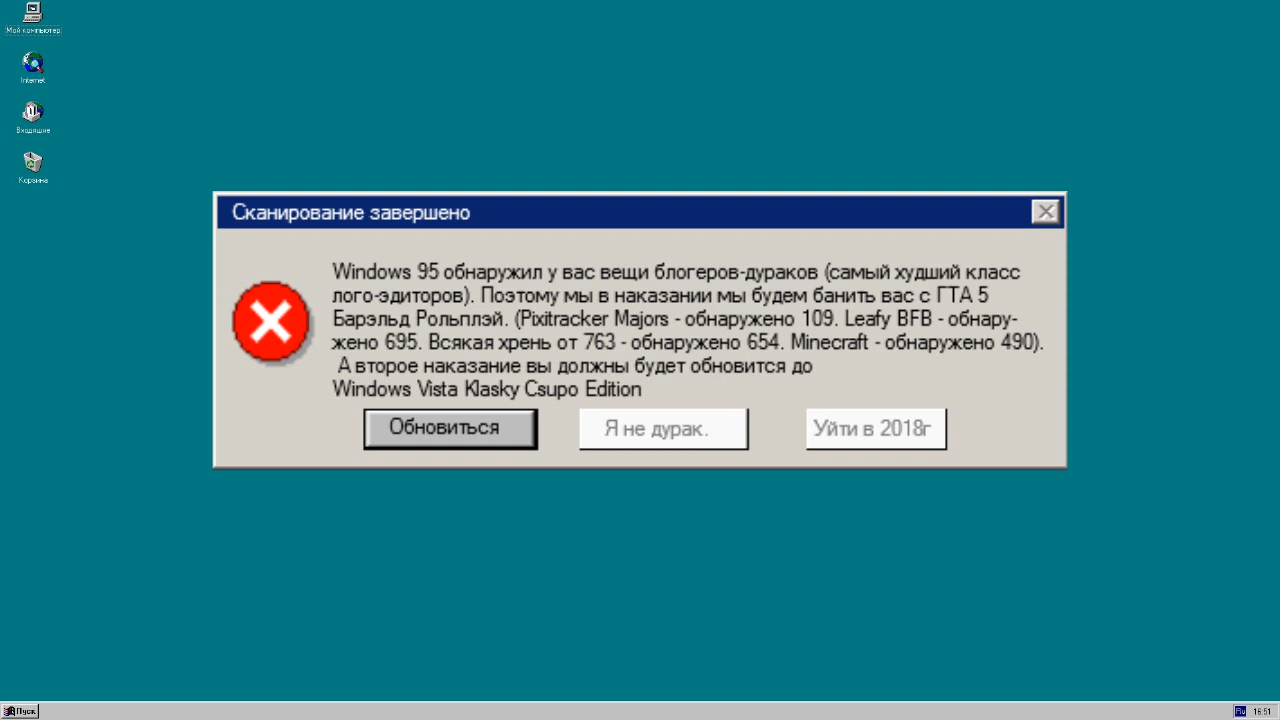 Мой компьютер
Internet
Входящие
Корзина
Сканирование завершено
Windows 95 обнаружил у вас вещи блогеров-дураков (самый худший класс
лого-эдиторов). Поэтому мы в наказании мы будем банить вас с ГТА 5
Барэльд Рольплэй. (Pixitracker Majors - обнаружено 109. Leafy BFB - обнару-
жено 695. Всякая хрень от 763 - обнаружено 654. Minecraft - обнаружено 490).
А второе наказание вы должны будет обновится до
Windows Vista Klasky Csupo Edition
Обновиться
Я не дурак.
Уйти в 2018г
Пуск
Ru
16:51